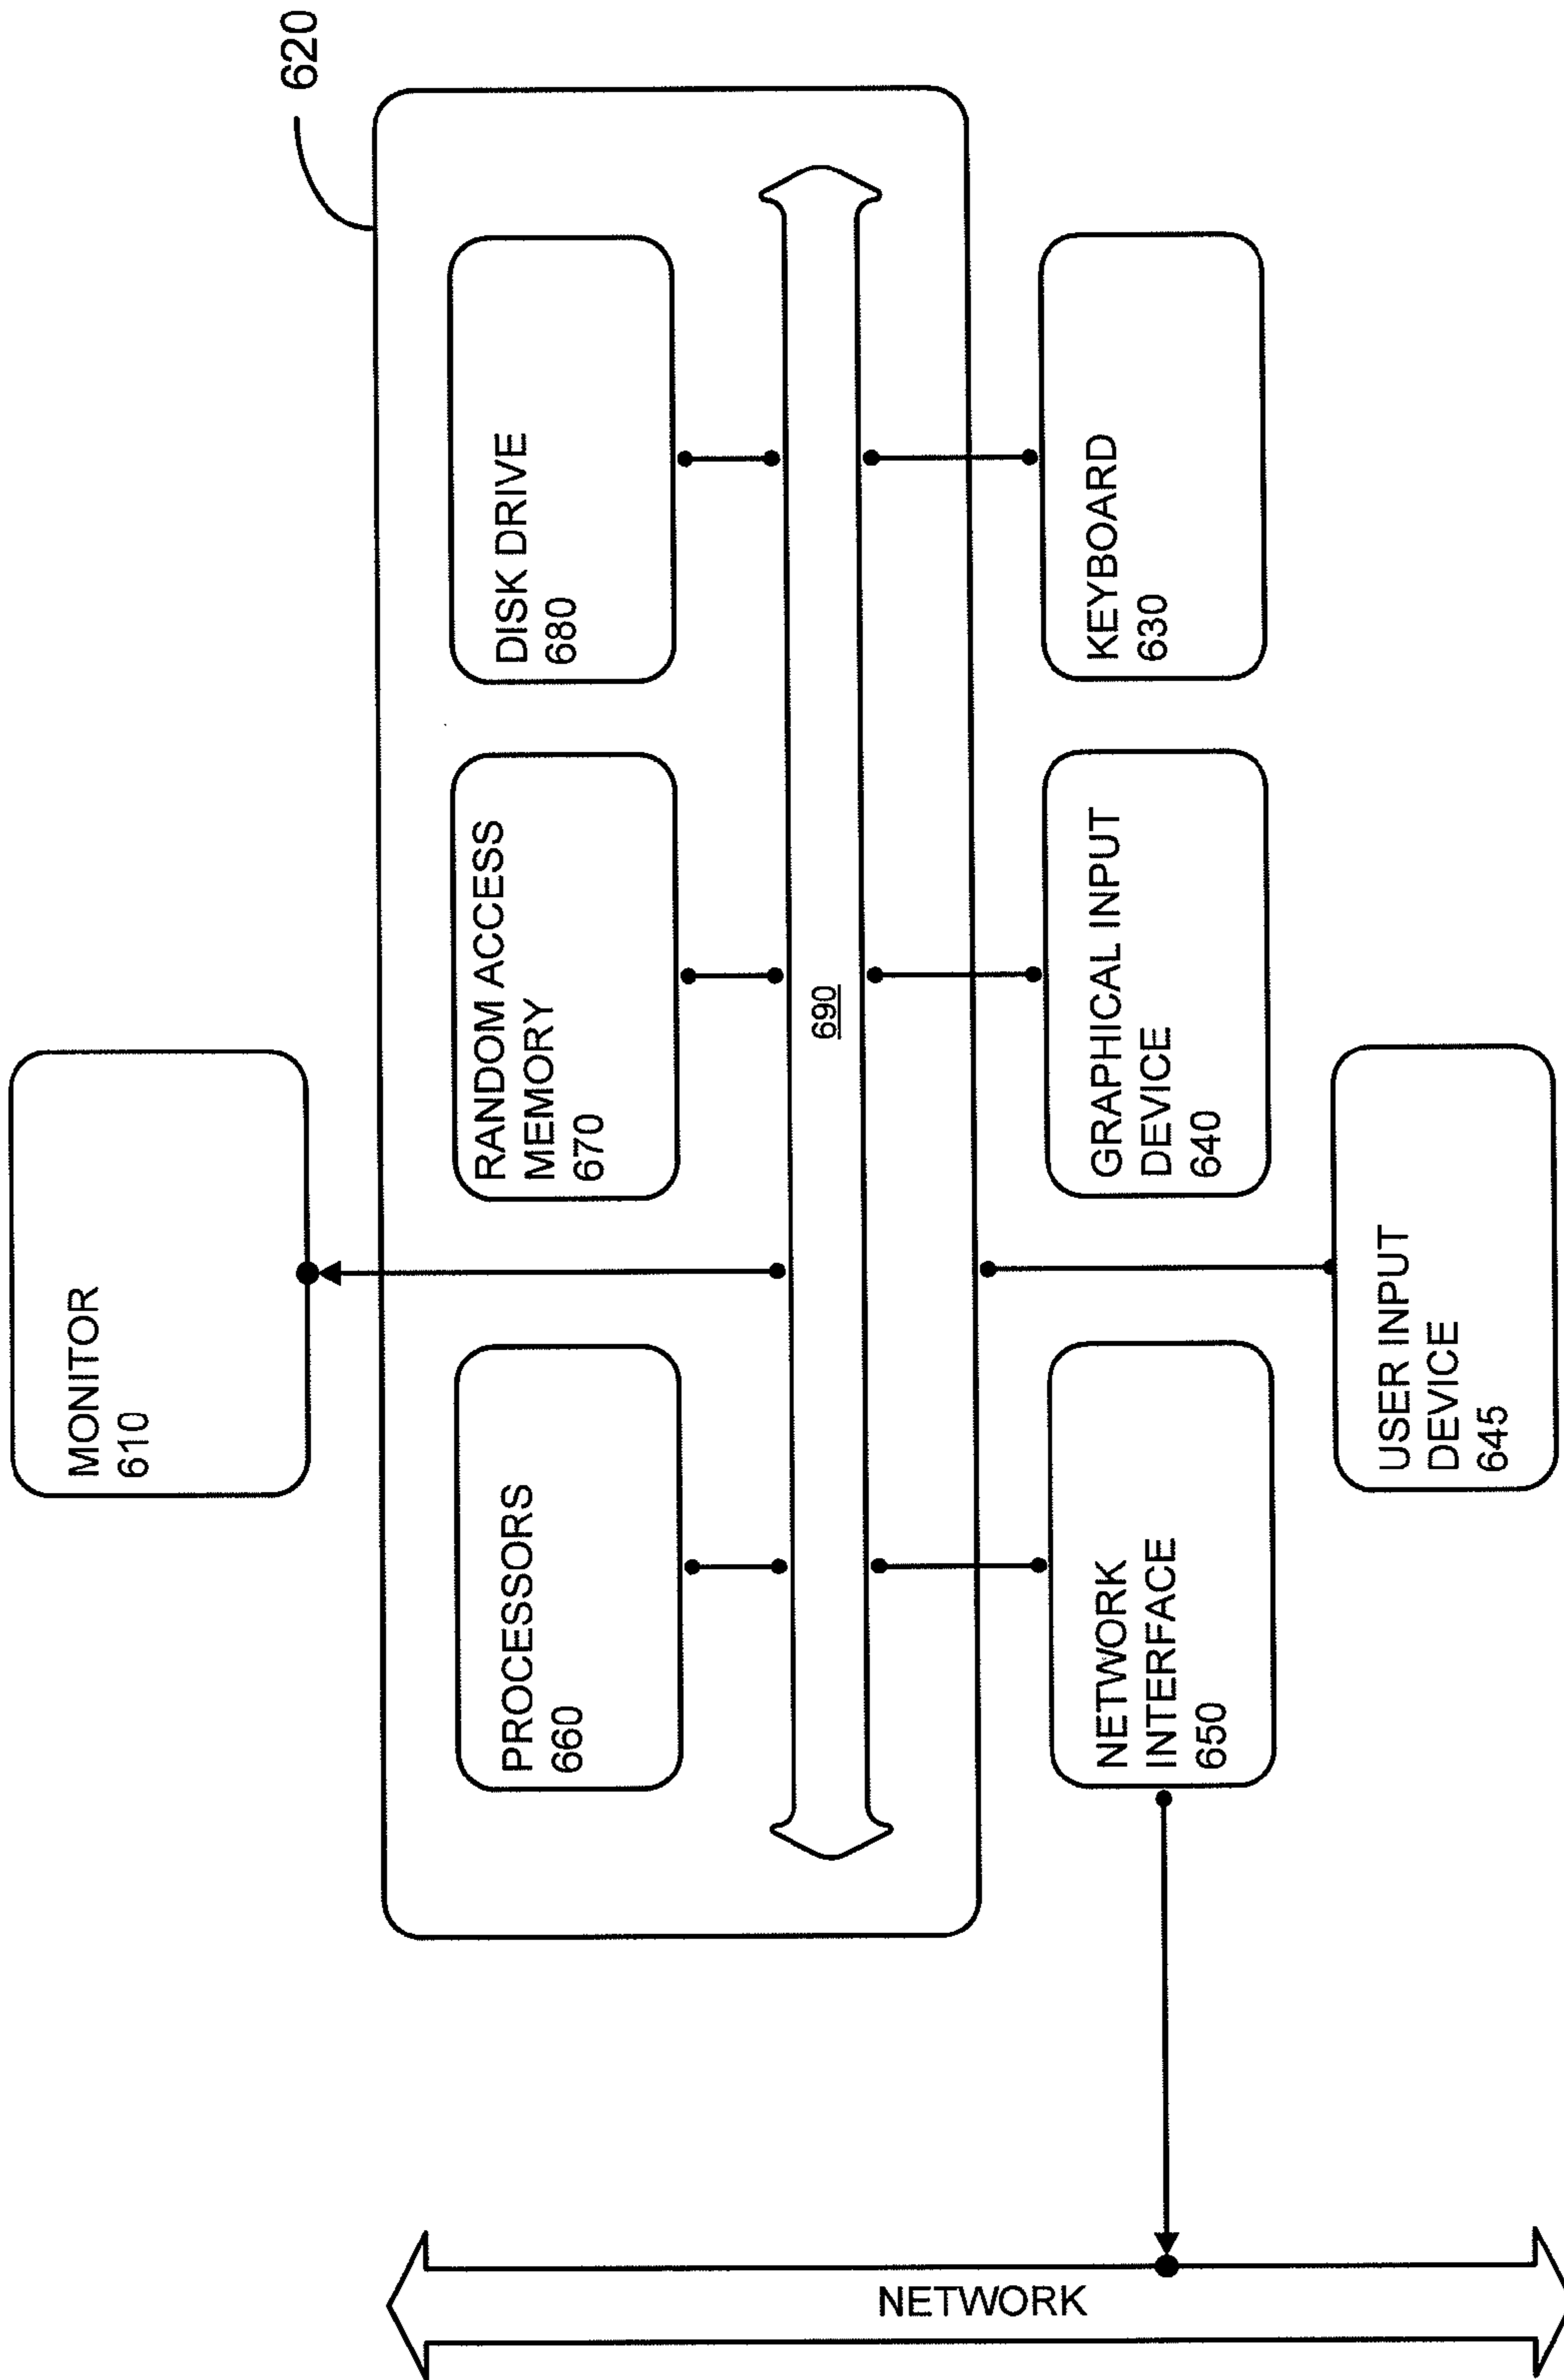 620
MONITOR
610
PROCESSORS
660
RANDOM ACCESS
MEMORY
670
DISK DRIVE
680
690
NETWORK
INTERFACE
650
GRAPHICAL INPUT
DEVICE
640
KEYBOARD
630
USER INPUT
DEVICE
645
NETWORK